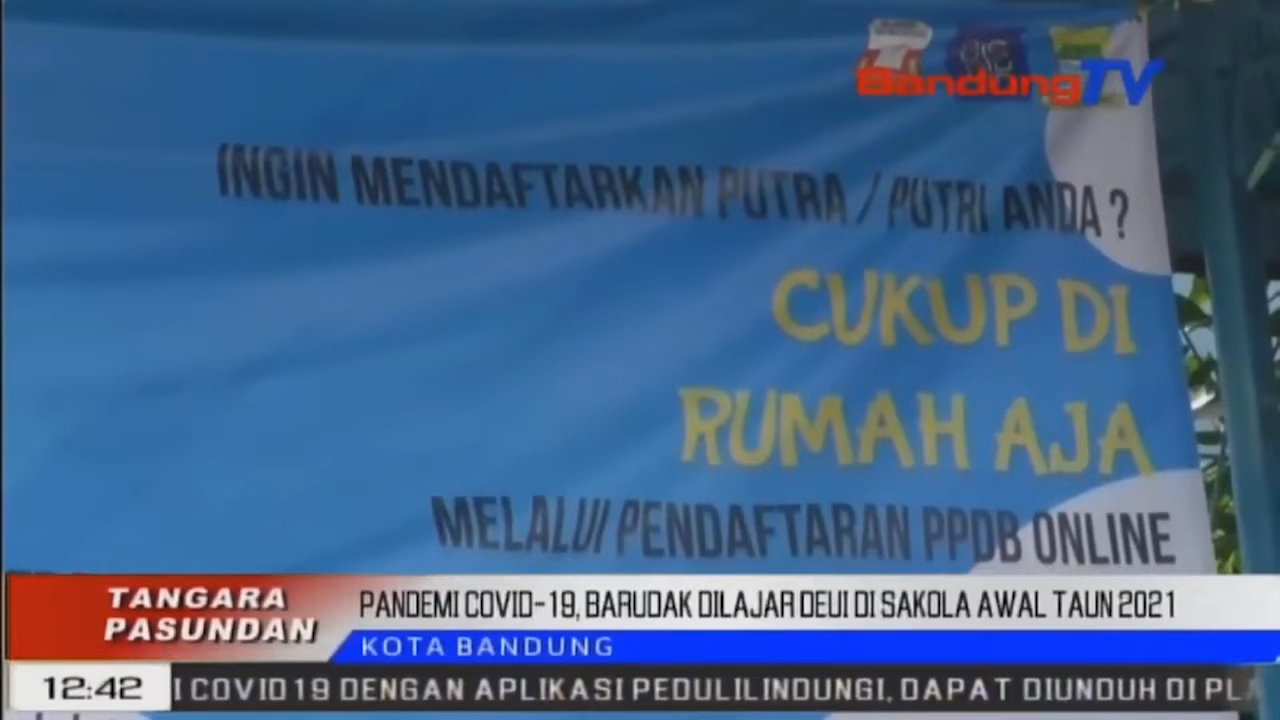 BandungTV
INGIN MENDAFTARKAN PUTRA / PUTRI ANDA ?
CUKUP DI
RUMAH AJA
MELALUI PENDAFTARAN PPDB ONLINE
TANGARA
PASUNDAN
PANDEMI COVID-19, BARUDAK DILAJAR DEUI DI SAKOLA AWAL TAUN 2021
KOTA BANDUNG
12:42
I COVID19 DENGAN APLIKASI PEDULILINDUNGI, DAPAT DIUNDUH DI PLA